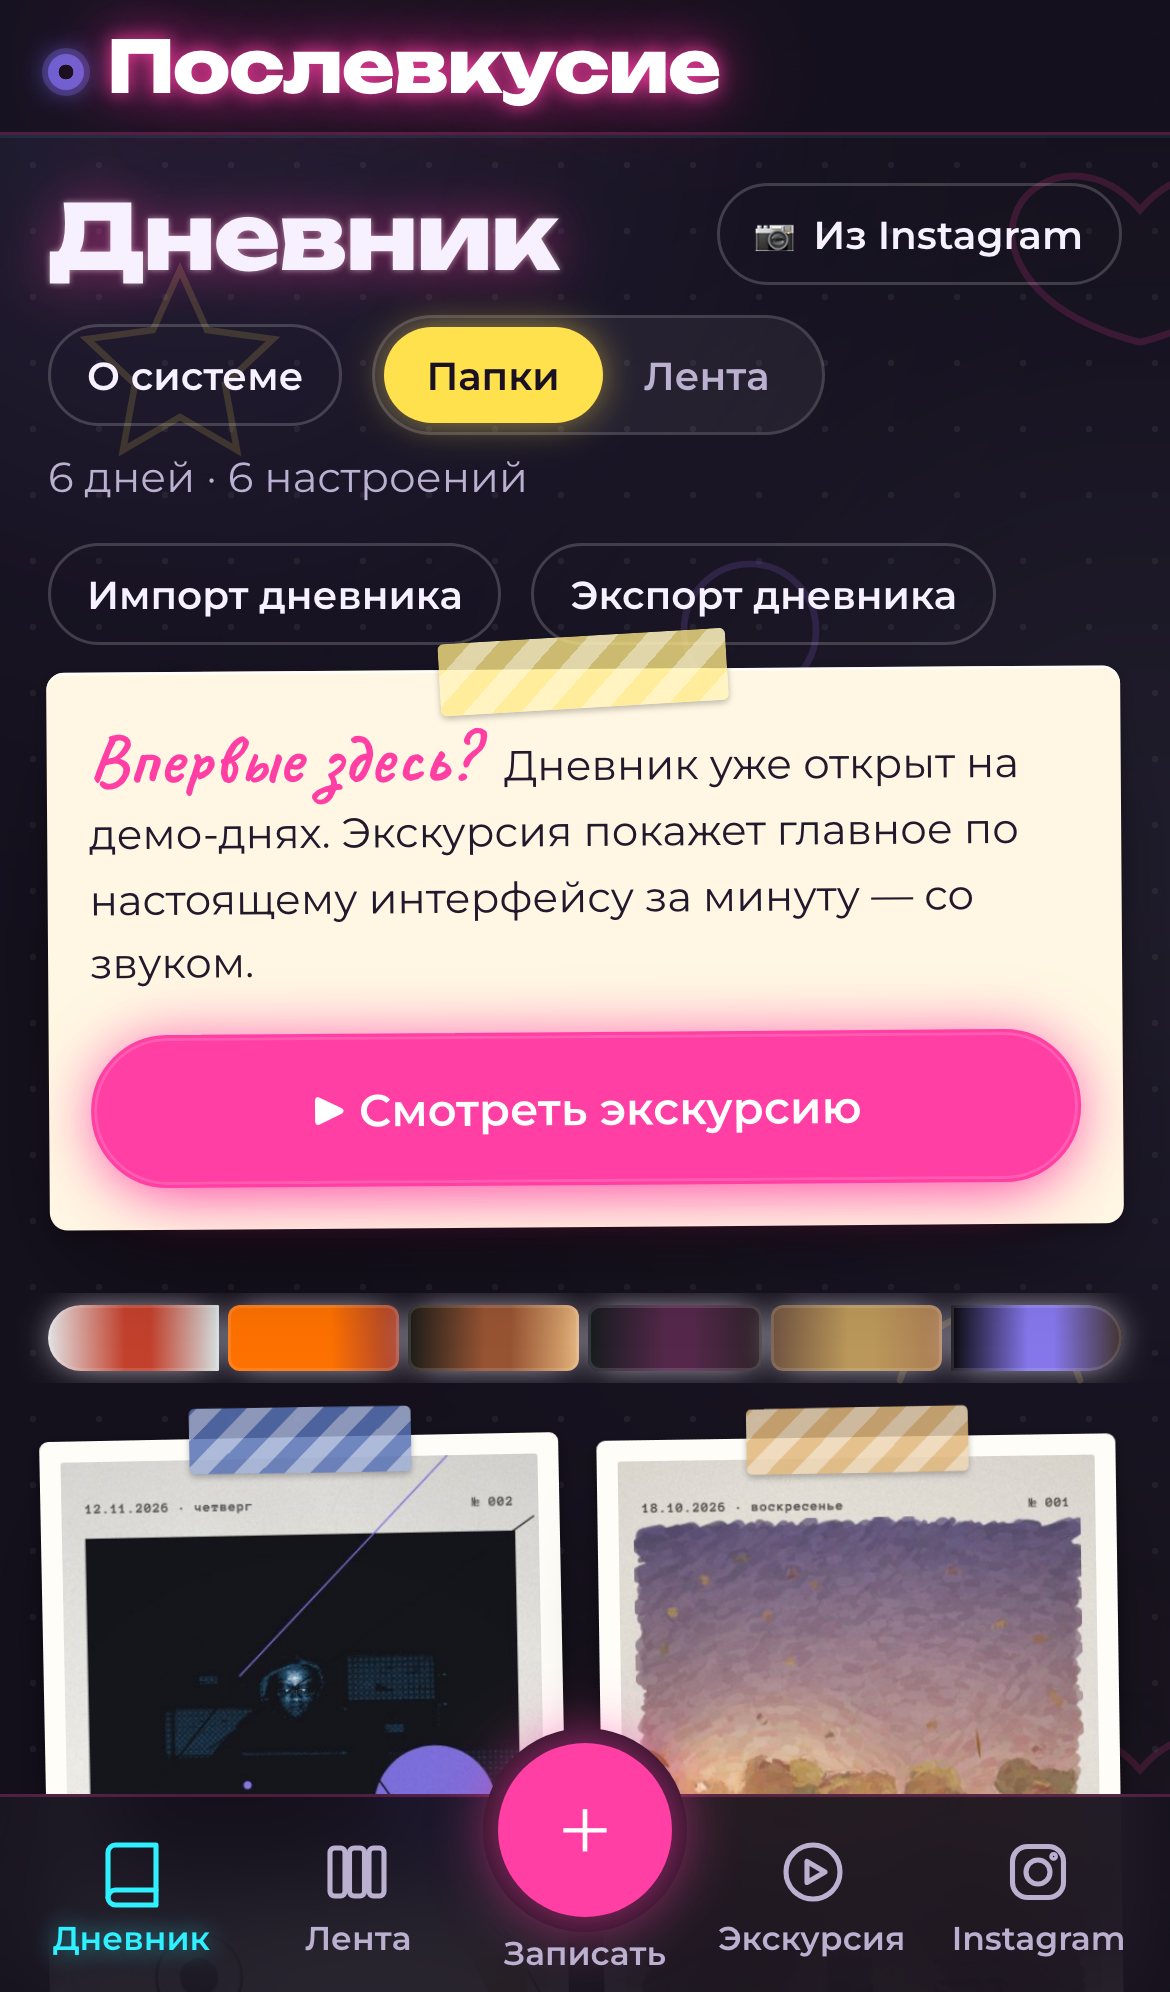 Послевкусие
Дневник
Из Instagram
О системе
Папки
Лента
6 дней · 6 настроений
Импорт дневника
Экспорт дневника
Впервые здесь? Дневник уже открыт на
демо-днях. Экскурсия покажет главное по
настоящему интерфейсу за минуту — со
звуком.
Смотреть экскурсию
12.11.2026 · четверг
№ 002
18.10.2026 · воскресенье
№ 001
Дневник
Лента
Записать
Экскурсия
Instagram